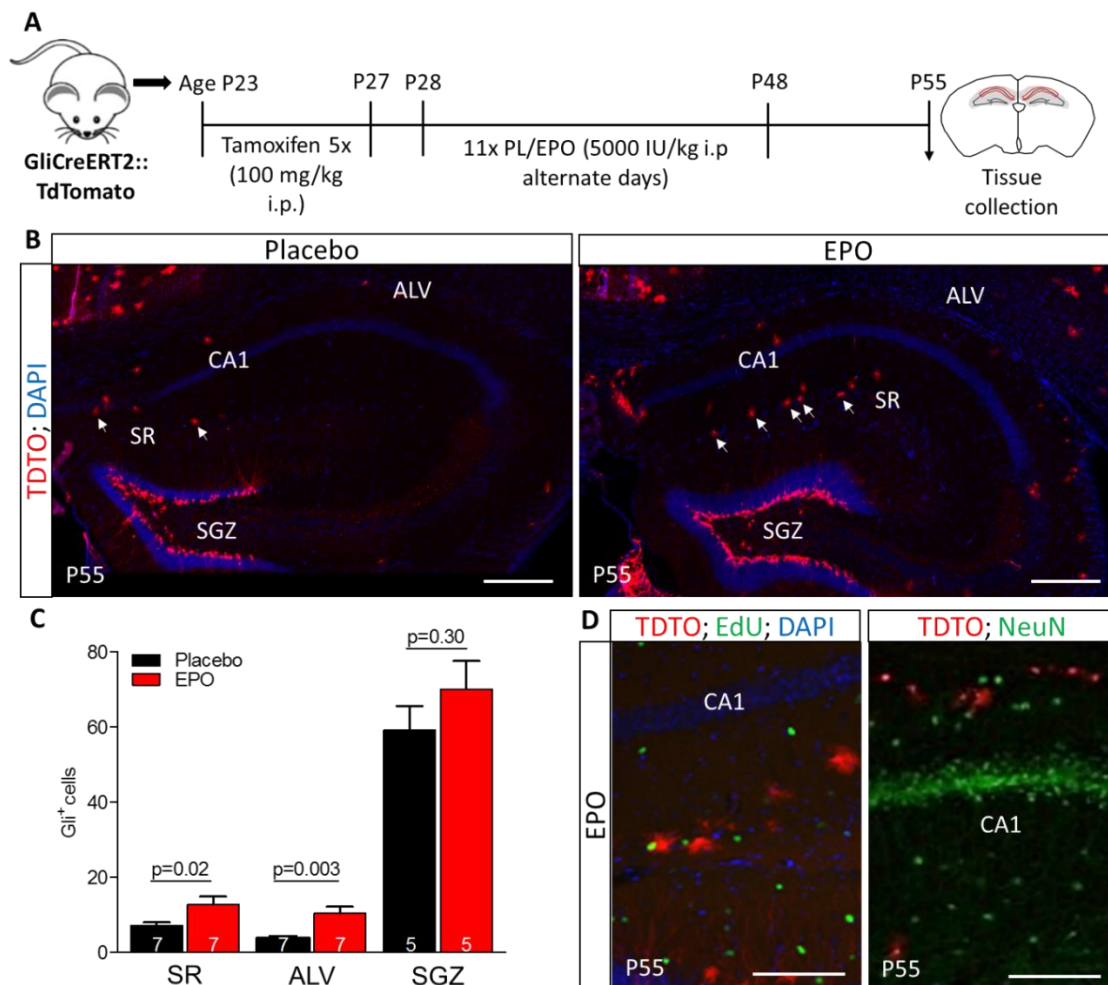 A
Age P23
P27
P28
P48
P55
GliCreERT2::
TdTomato
Tamoxifen 5x
(100 mg/kg
i.p.)
11x PL/EPO (5000 IU/kg i.p
alternate days)
Tissue
collection
B
Placebo
EPO
TDTO; DAPI
ALV
CA1
SR
SGZ
P55
ALV
CA1
SR
SGZ
P55
C
Gli+ cells
80
60
40
20
0
Placebo
EPO
p=0.02
p=0.003
p=0.30
7
7
7
7
5
5
SR
ALV
SGZ
D
TDTO; EdU; DAPI
TDTO; NeuN
EPO
CA1
P55
CA1
P55